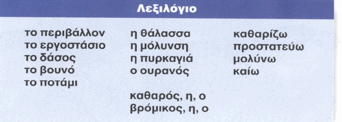 Λεξιλόγιο
το περιβάλλον η θάλασσα καθαρίζω
το εργοστάσιο η μόλυνση προστατεύω
το δάσος η πυρκαγιά μολύνω
το βουνό ο ουρανός καίω
το ποτάμι
καθαρός, η, ο
βρόμικος, η, ο